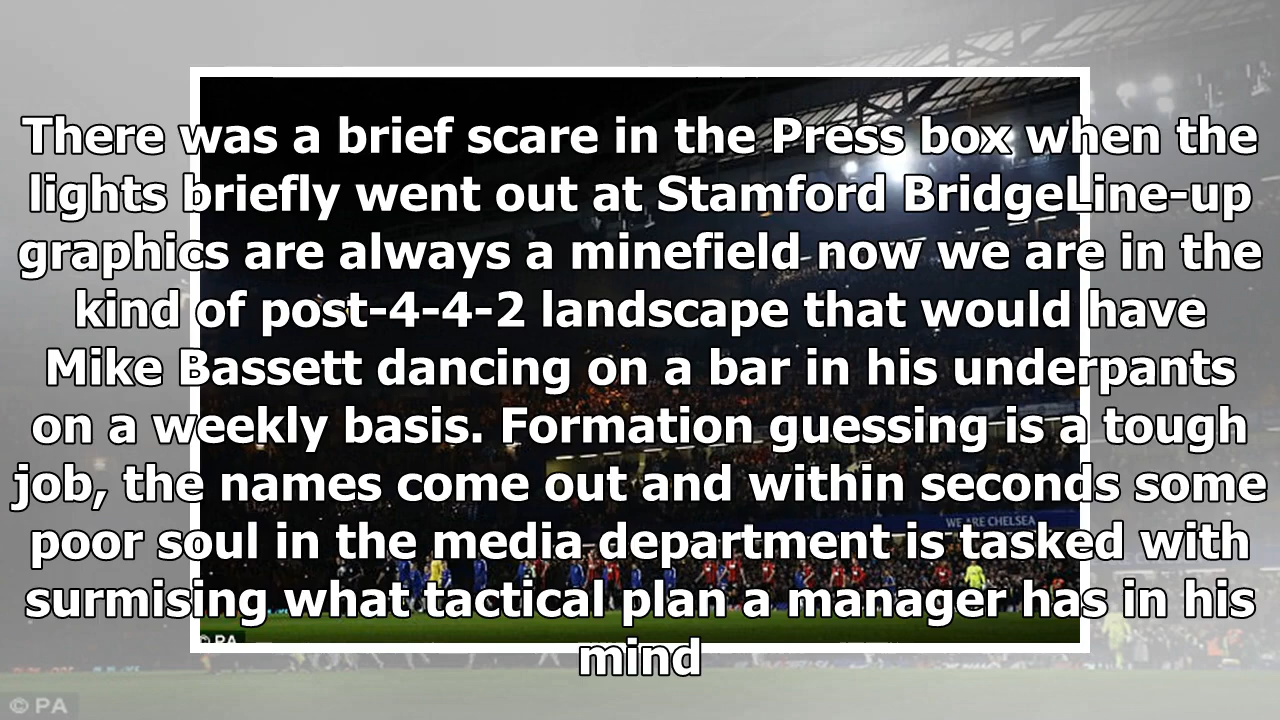 There was a brief scare in the Press box when the
lights briefly went out at Stamford BridgeLine-up
graphics are always a minefield now we are in the
kind of post-4-4-2 landscape that would have
Mike Bassett dancing on a bar in his underpants
on a weekly basis. Formation guessing is a tough
job, the names come out and within seconds some
poor soul in the media department is tasked with
surmising what tactical plan a manager has in his
mind
WE ARE CHELSEA
© PA
© PA